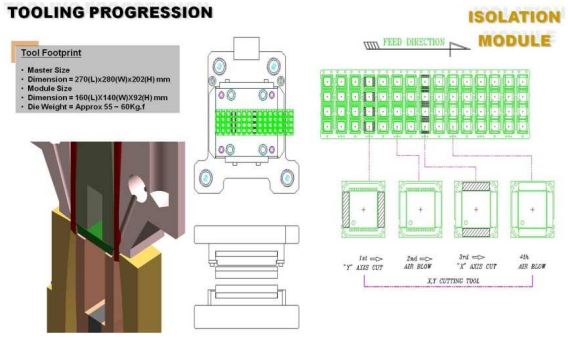 TOOLING PROGRESSION
ISOLATION
MODULE
Tool Footprint
• Master Size
• Dimension = 270(L)x280(W)x202(H) mm
• Module Size
• Dimension = 160(L)X140(W)X92(H) mm
• Die Weight = Approx 55 ~ 60Kg.f
FEED DIRECTION
1st
"Y" AXIS CUT
2nd
AIR BLOW
3rd
"X" AXIS CUT
4th
AIR BLOW
X,Y CUTTING TOOL